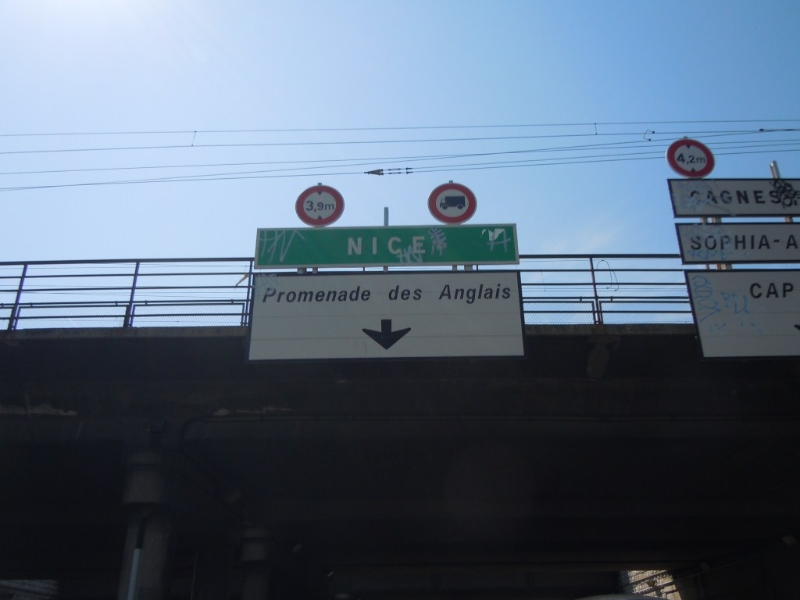 3,9m
NICE
Promenade des Anglais
4,2m
CAGNES
SOPHIA-A
CAP